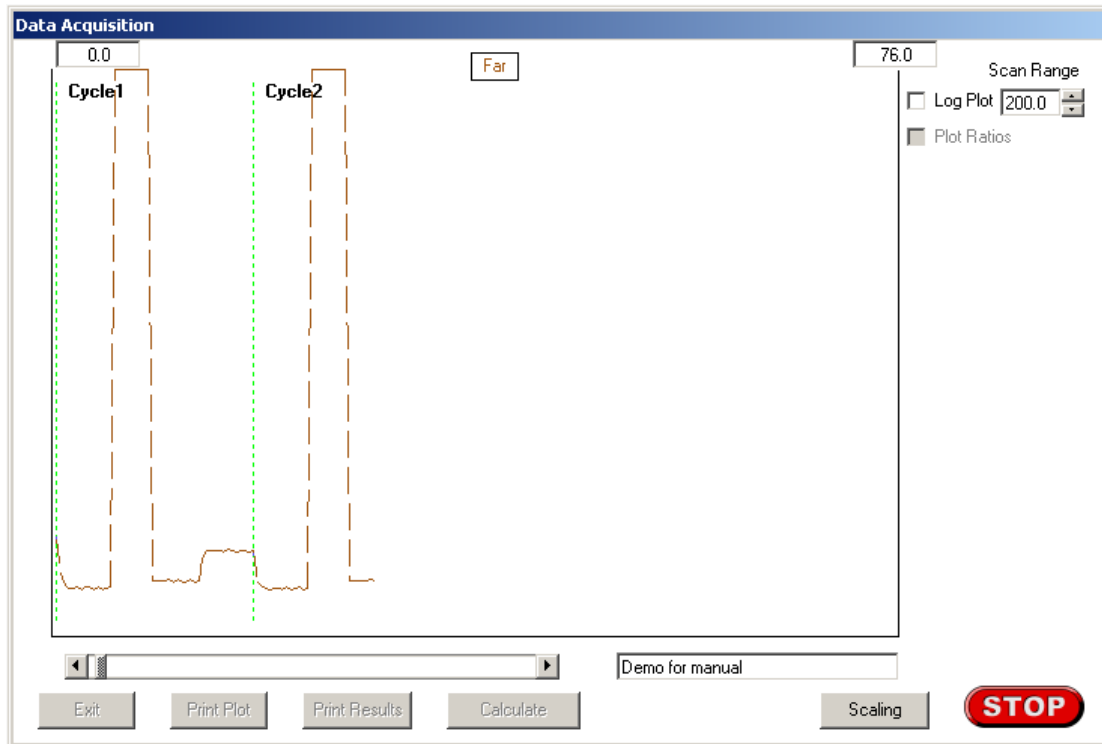 Data Acquisition
0.0
Far
76.0
Scan Range
Cycle1
Cycle2
Log Plot 200.0
Plot Ratios
Demo for manual
Exit
Print Plot
Print Results
Calculate
Scaling
STOP